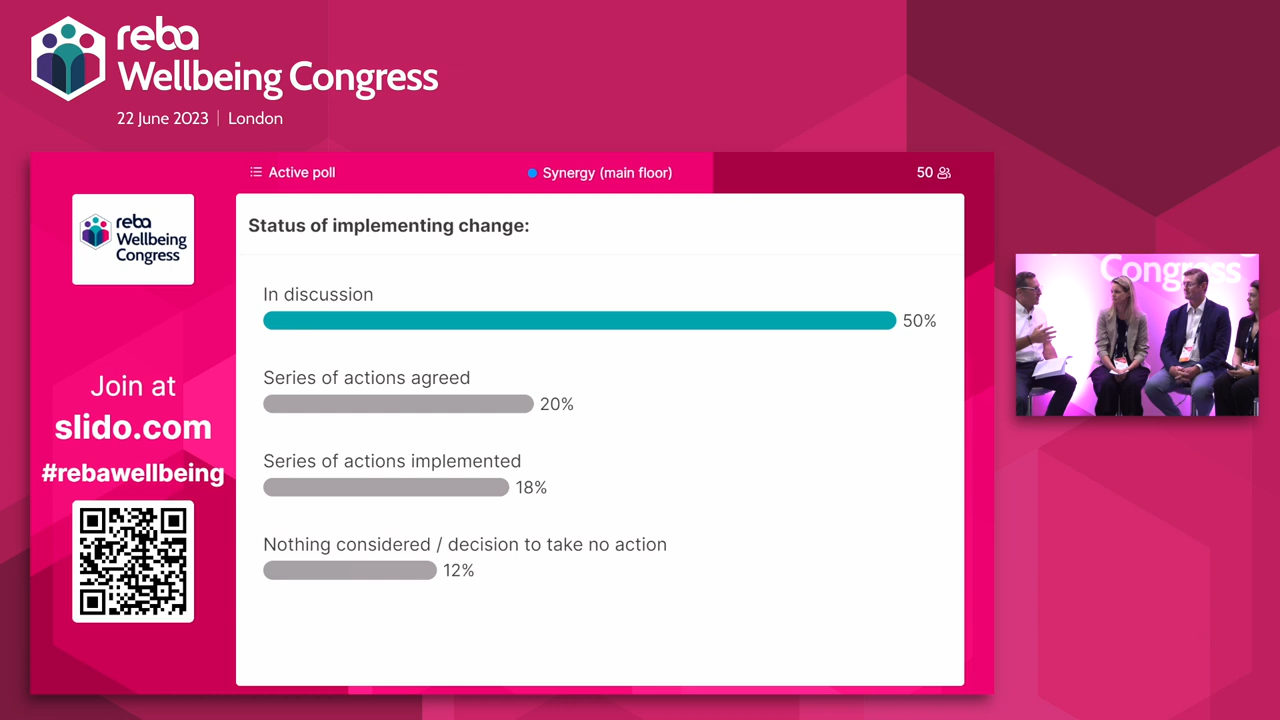 reba
Wellbeing Congress
22 June 2023 | London
Active poll
Synergy (main floor)
50
reba
Wellbeing
Congress
Status of implementing change:
In discussion
50%
Series of actions agreed
20%
Series of actions implemented
18%
Nothing considered / decision to take no action
12%
Join at
slido.com
#rebawellbeing
Congress